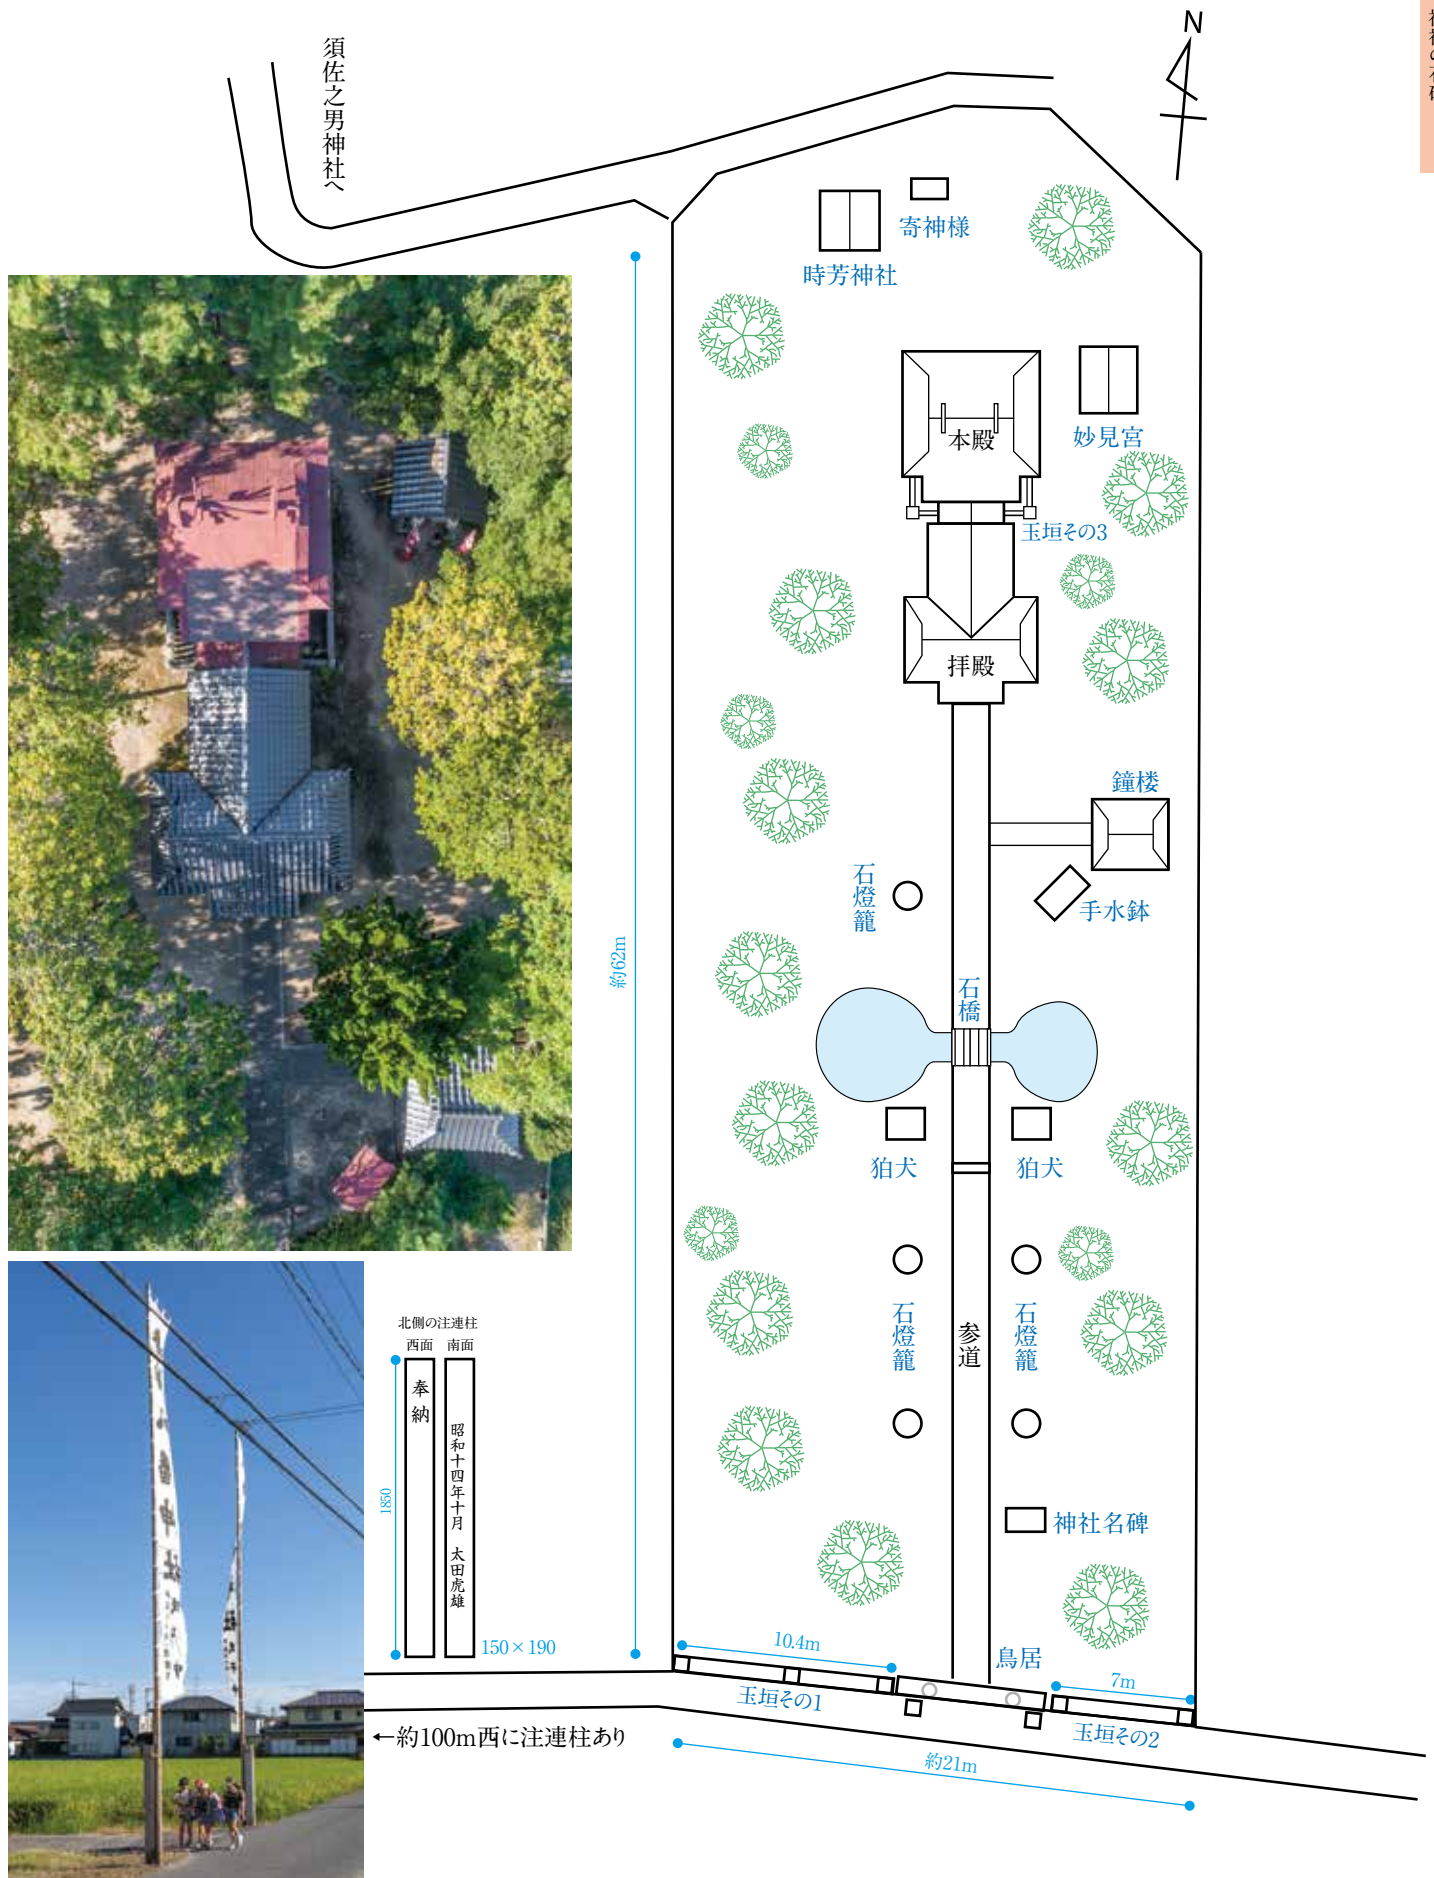 N
須佐之男神社へ
寄神様
時芳神社
本殿
妙見宮
玉垣その3
拝殿
鐘楼
石燈籠
手水鉢
約62m
石橋
狛犬
狛犬
石燈籠
参道
石燈籠
北側の注連柱
西面
南面
奉納
昭和十四年十月 太田虎雄
1850
150×190
神社名碑
鳥居
10.4m
7m
玉垣その1
玉垣その2
←約100m西に注連柱あり
約21m